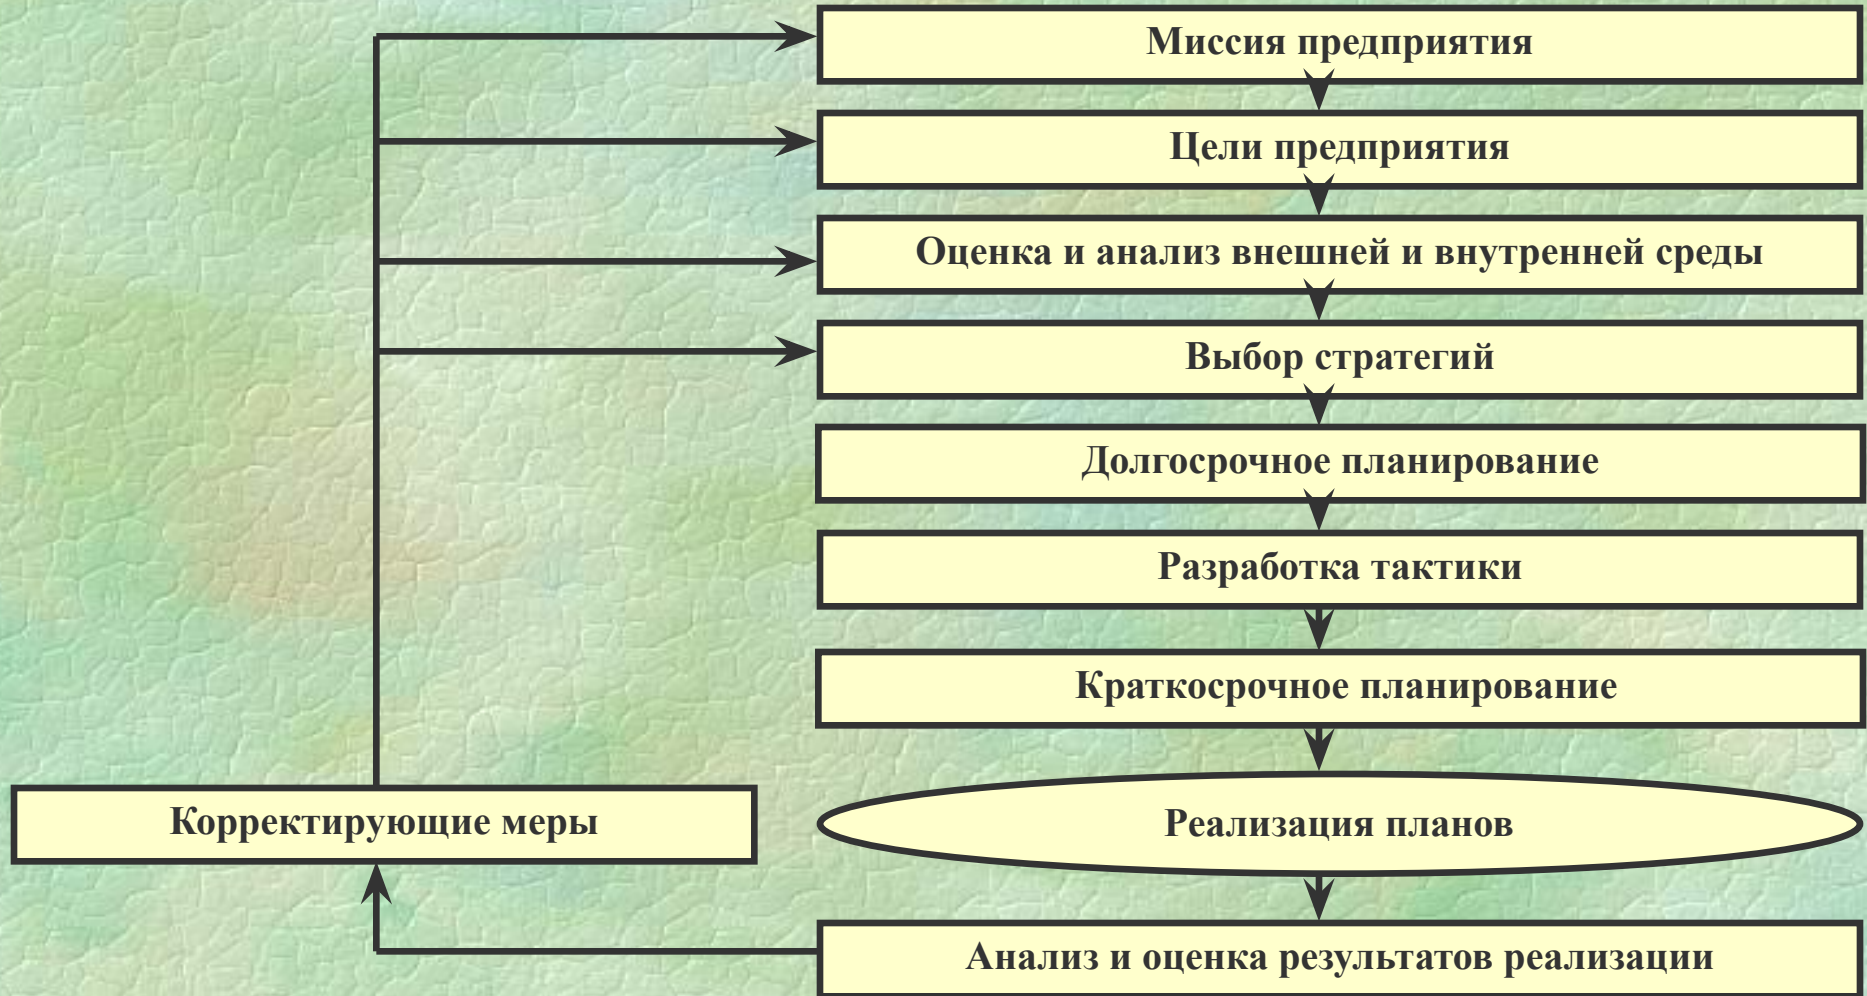 Миссия предприятия
Цели предприятия
Оценка и анализ внешней и внутренней среды
Выбор стратегий
Долгосрочное планирование
Разработка тактики
Краткосрочное планирование
Корректирующие меры
Реализация планов
Анализ и оценка результатов реализации